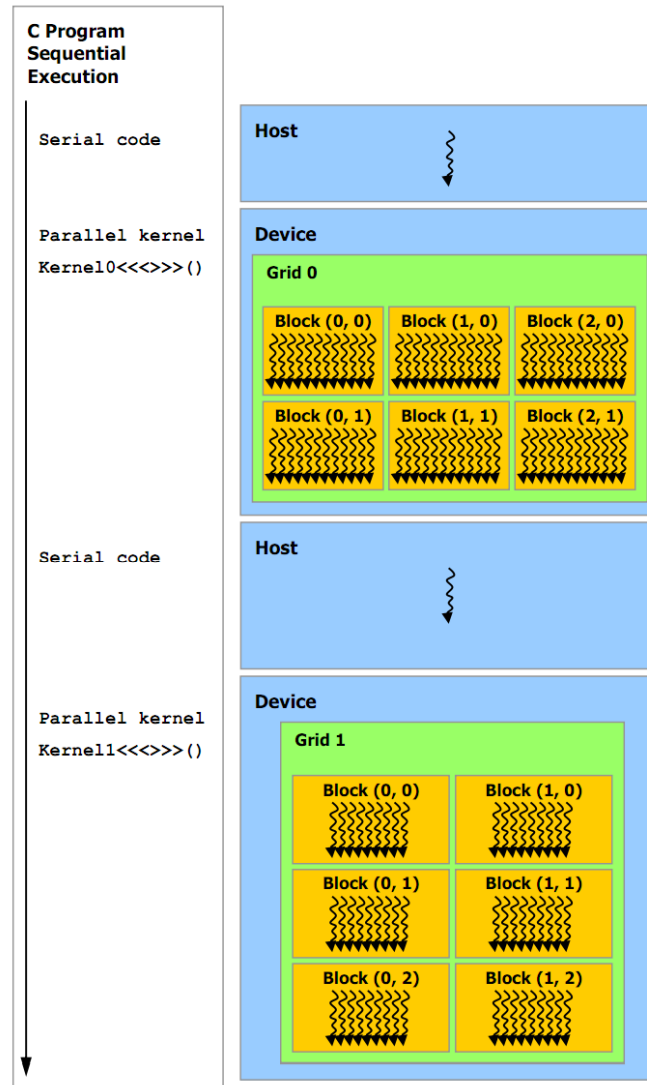 C Program
Sequential
Execution
Serial code
Host
Parallel kernel
Kernel0<<<>>>()
Device
Grid 0
Block (0, 0)
Block (1, 0)
Block (2, 0)
Block (0, 1)
Block (1, 1)
Block (2, 1)
Serial code
Host
Parallel kernel
Kernel1<<<>>>()
Device
Grid 1
Block (0, 0)
Block (1, 0)
Block (0, 1)
Block (1, 1)
Block (0, 2)
Block (1, 2)